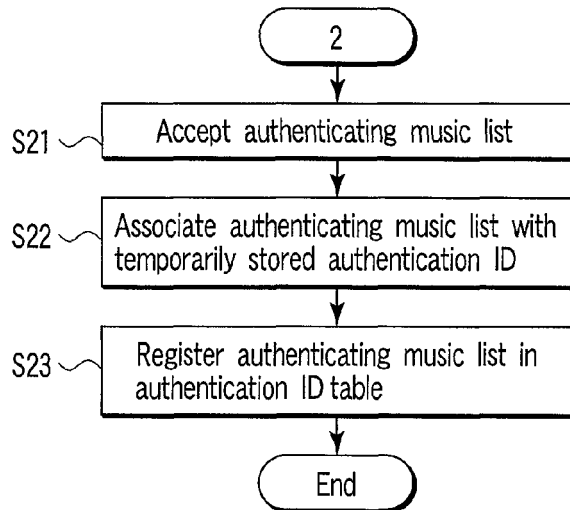 2
S21
Accept authenticating music list
S22
Associate authenticating music list with
temporarily stored authentication ID
S23
Register authenticating music list in
authentication ID table
End